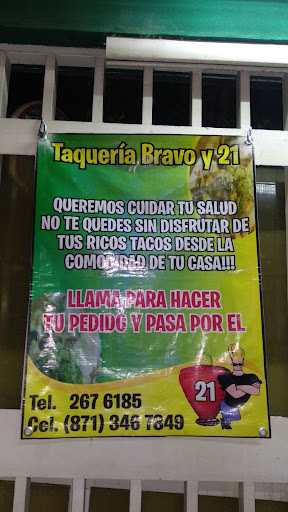 Taquería Bravo y 21
QUEREMOS CUIDAR TU SALUD
NO TE QUEDES SIN DISFRUTAR DE
TUS RICOS TACOS DESDE LA
COMODIDAD DE TU CASA!!!
LLAMA PARA HACER
TU PEDIDO Y PASA POR EL
21
Tel. 267 6185
Cel. (871) 346 7849